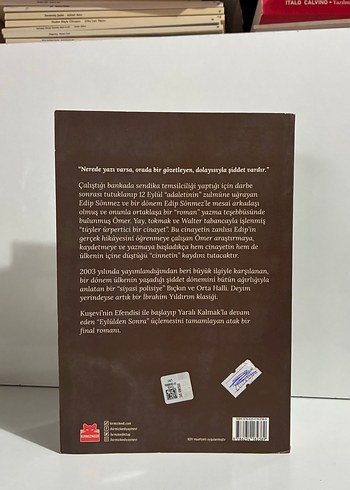 ITALO CALVINO
"Nerede yazı varsa, orada bir gözetleyen, dolayısıyla şiddet vardır."
Çalıştığı bankada sendika temsilciliği yaptığı için darbe
sonrası tutuklanıp 12 Eylül "adaletinin" zulmüne uğrayan
Edip Sönmez ve bir dönem Edip Sönmez'le mesai arkadaşı
olmuş ve onunla ortaklaşa bir "roman" yazma teşebbüsünde
bulunmuş Ömer. Yay, tokmak ve Walter tabancayla işlenmiş
"tüyler ürpertici bir cinayet". Bu cinayetin zanlısı Edip'in
gerçek hikâyesini öğrenmeye çalışan Ömer araştırmaya,
kaydetmeye ve yazmaya başladıkça hem cinayetin hem de
ülkenin içine düştüğü "cinnetin" kaydını tutacaktır.
2003 yılında yayımlandığından beri büyük ilgiyle karşılanan,
bir dönem ülkenin yaşadığı şiddet dönemini bütün ağırlığıyla
anlatan bir "siyasi polisiye" Bıçkın ve Orta Halli. Deyim
yerindeyse artık bir İbrahim Yıldırım klasiği.
Kuşevi'nin Efendisi ile başlayıp Yaralı Kalmak'la devam
eden "Eylülden Sonra" üçlemesini tamamlayan atak bir
final romanı.
KIRMIZIKEDİ